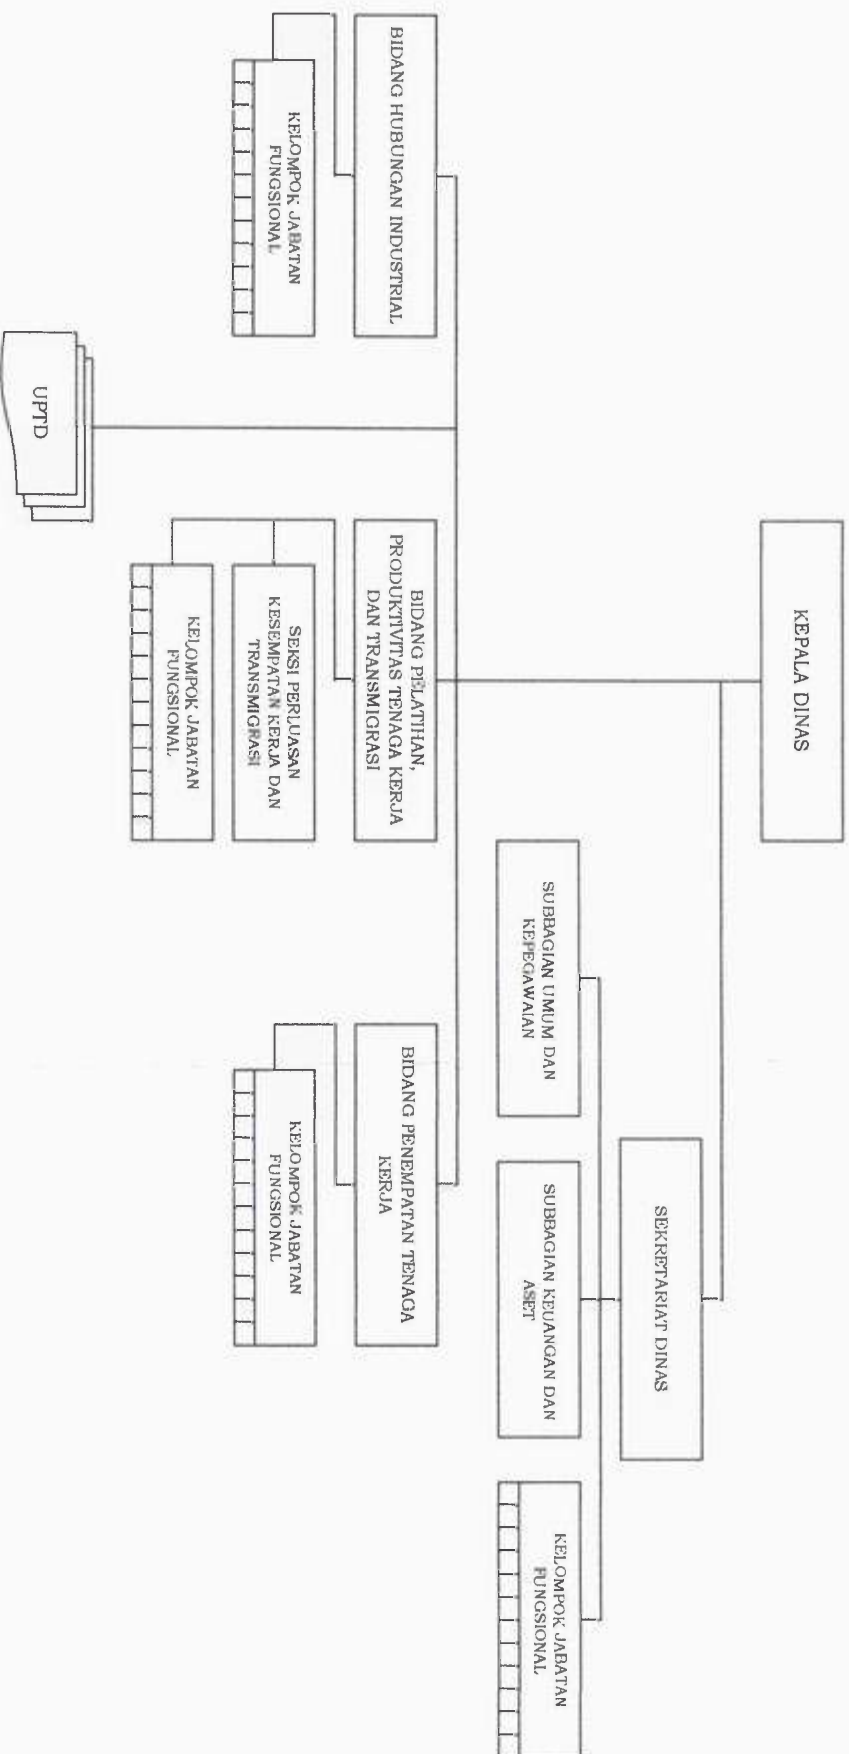 KEPALA DINAS
SEKRETARIAT DINAS
SUBBAGIAN UMUM DAN
KEPEGAWAIAN
SUBBAGIAN KEUANGAN DAN
ASET
KELOMPOK JABATAN
FUNGSIONAL
BIDANG HUBUNGAN INDUSTRIAL
KELOMPOK JABATAN
FUNGSIONAL
BIDANG PELATIHAN,
PRODUKTIVITAS TENAGA KERJA
DAN TRANSMIGRASI
SEKSI PERLUASAN
KESEMPATAN KERJA DAN
TRANSMIGRASI
KELOMPOK JABATAN
FUNGSIONAL
BIDANG PENEMPATAN TENAGA
KERJA
KELOMPOK JABATAN
FUNGSIONAL
UPTD